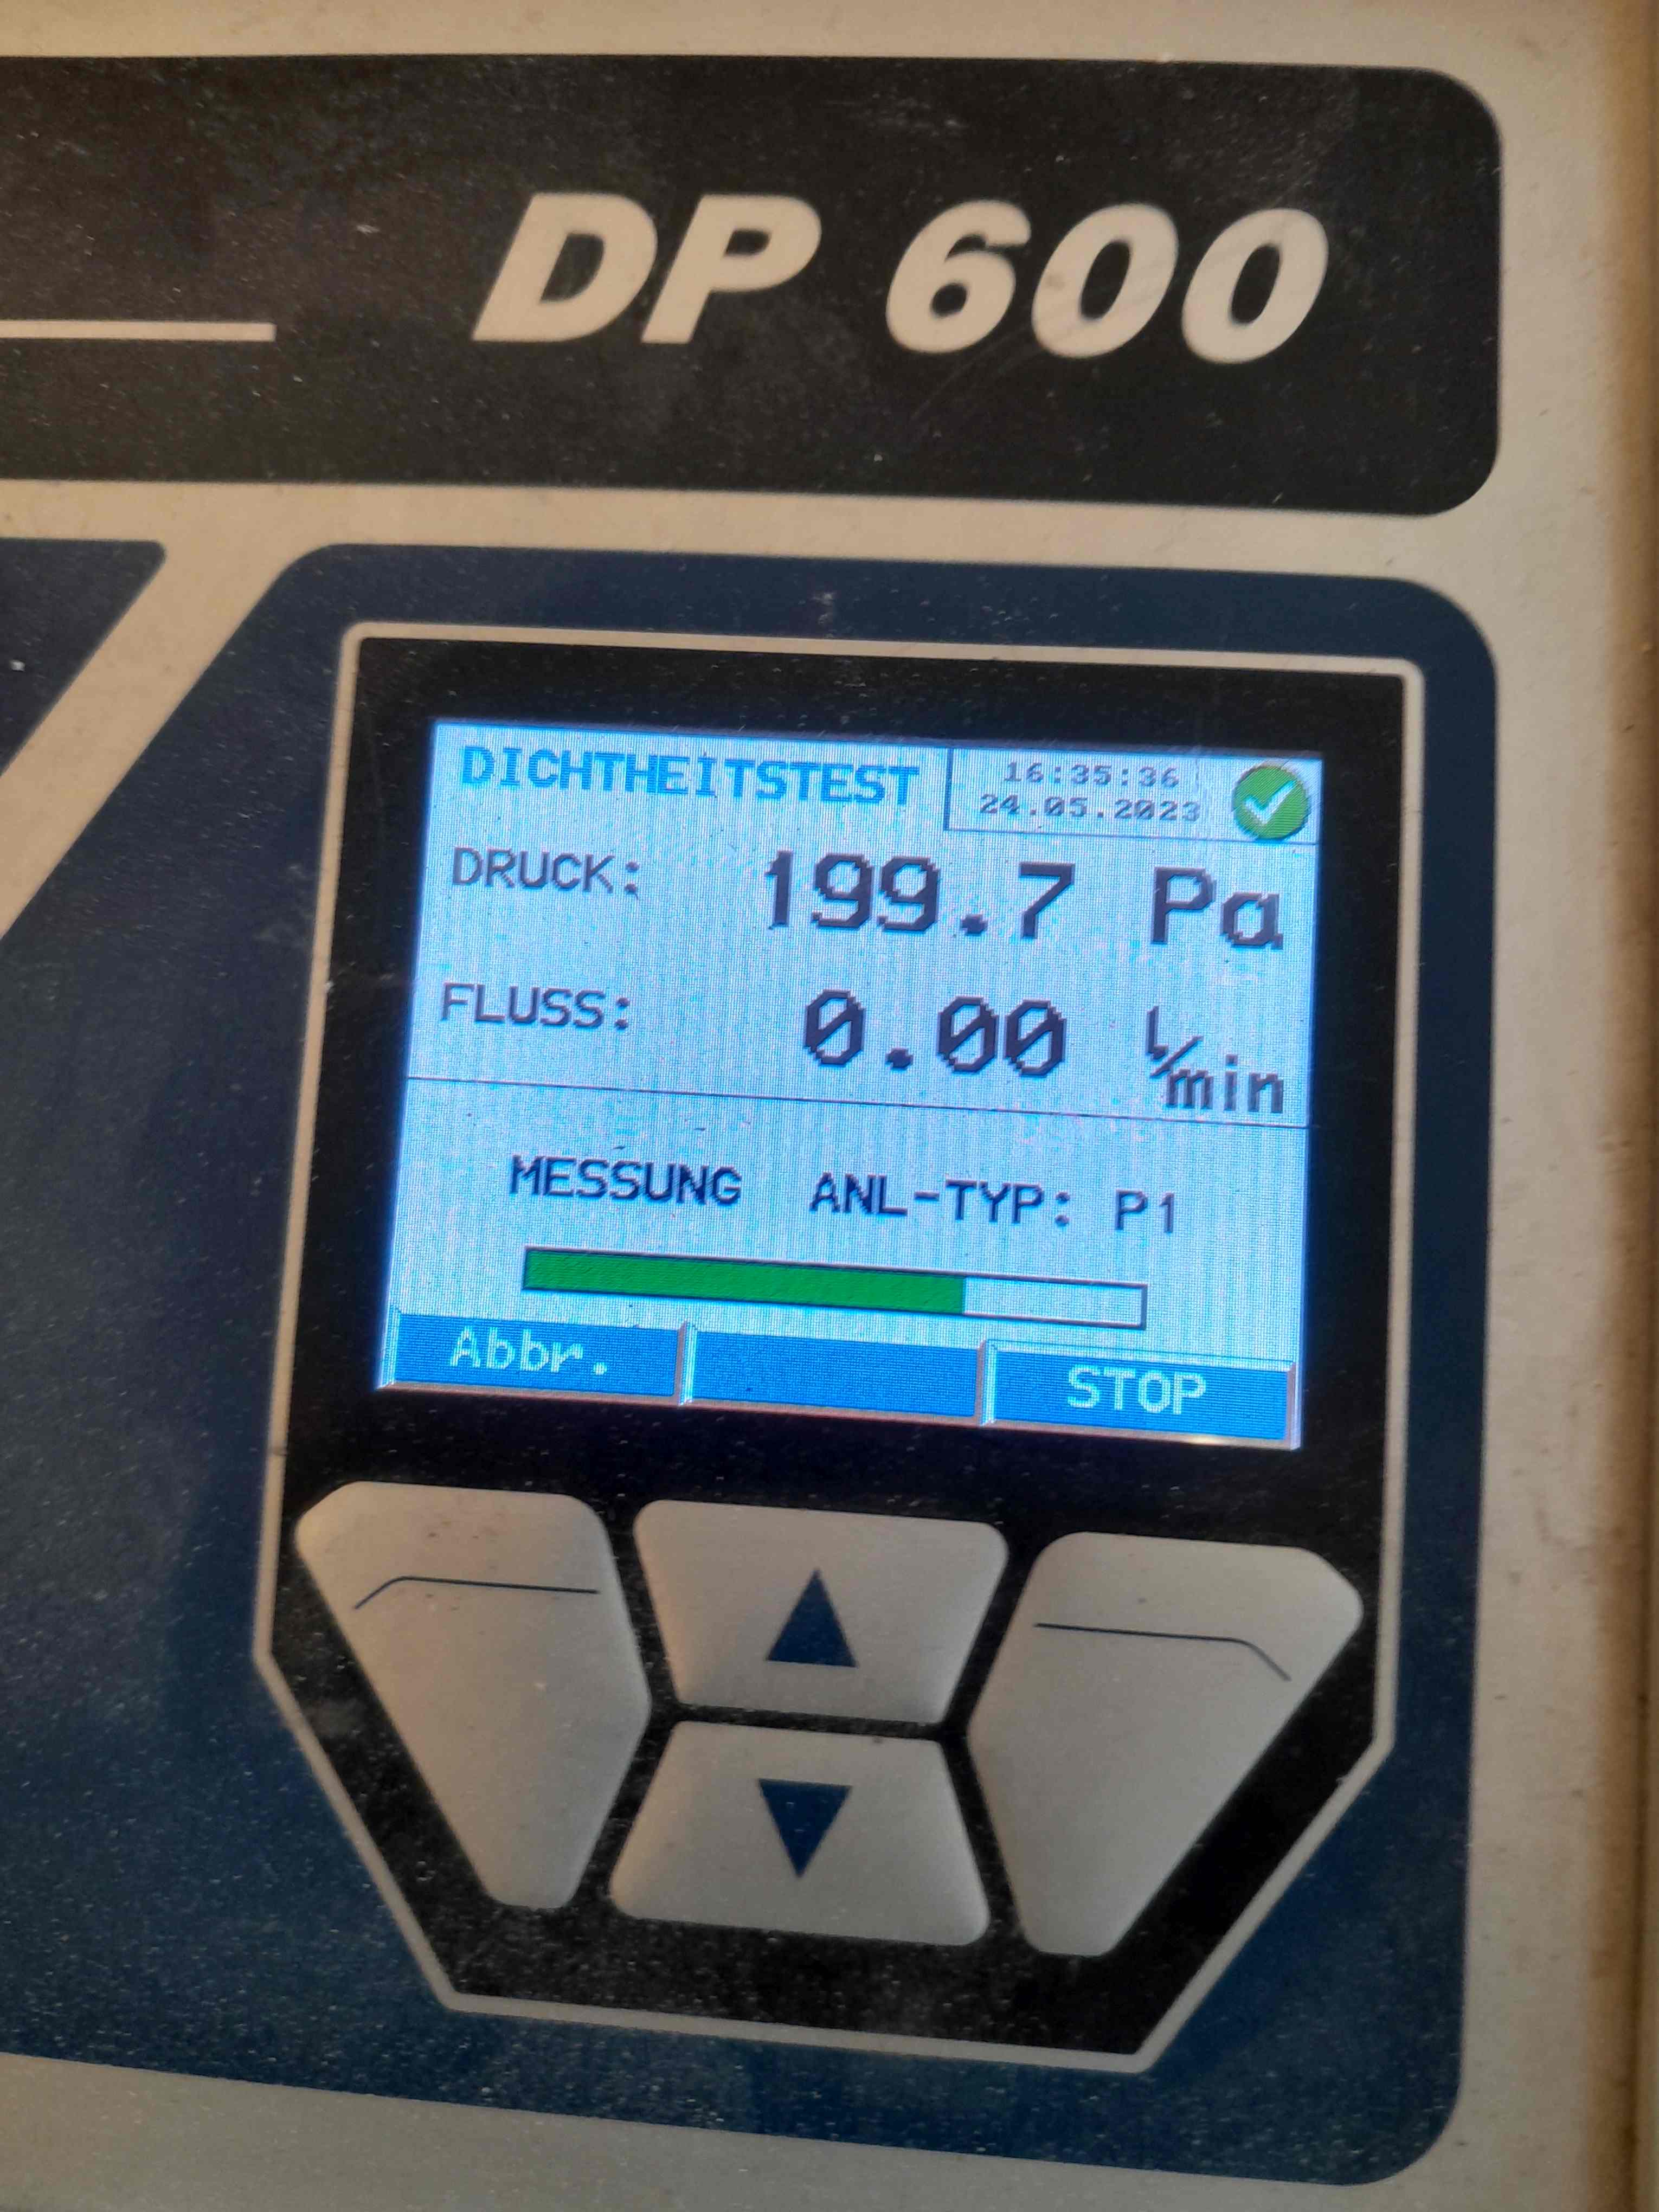 DP 600
DICHTHEITSTEST
16:35:36
24.05.2023
DRUCK: 199.7 Pa
FLUSS: 0.00 l/min
MESSUNG ANL-TYP: P1
Abbr. STOP